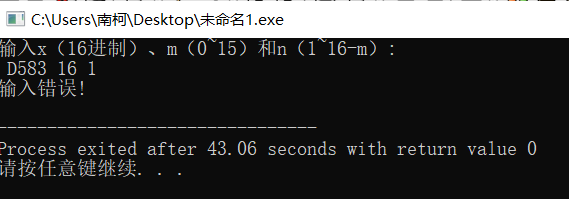 C:\Users\南柯\Desktop\未命名1.exe
输入x（16进制）、m（0~15）和n（1~16-m）:
D583 16 1
输入错误!
--------------------------------
Process exited after 43.06 seconds with return value 0
请按任意键继续. . .